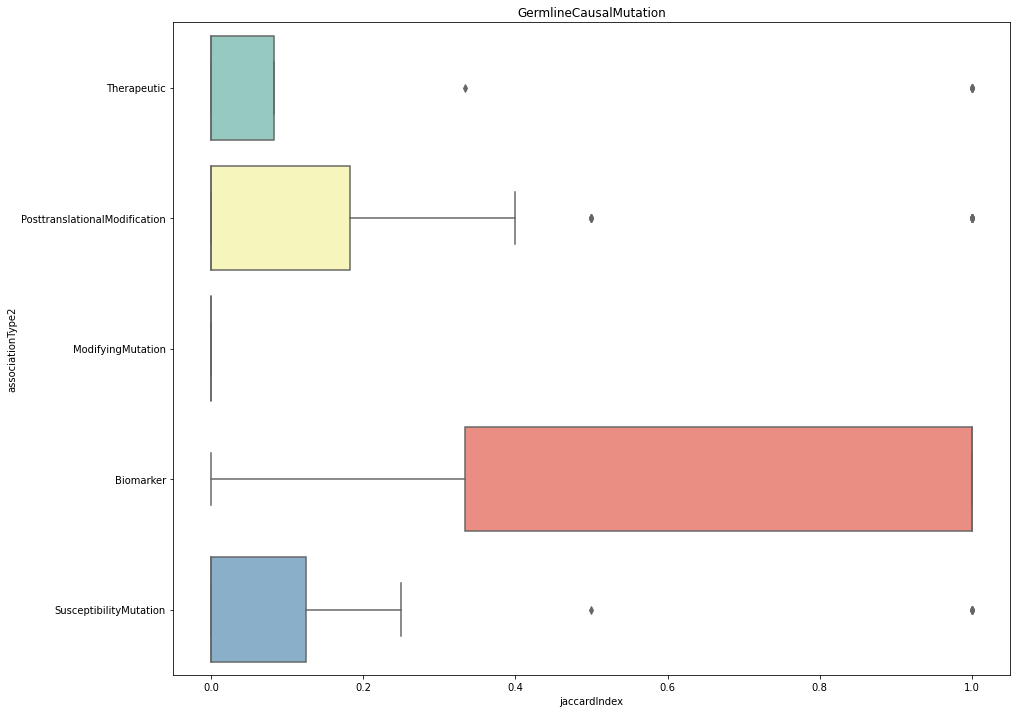 GermlineCausalMutation
Therapeutic
PosttranslationalModification
ModifyingMutation
Biomarker
SusceptibilityMutation
associationType2
0.0 0.2 0.4 0.6 0.8 1.0
jaccardIndex